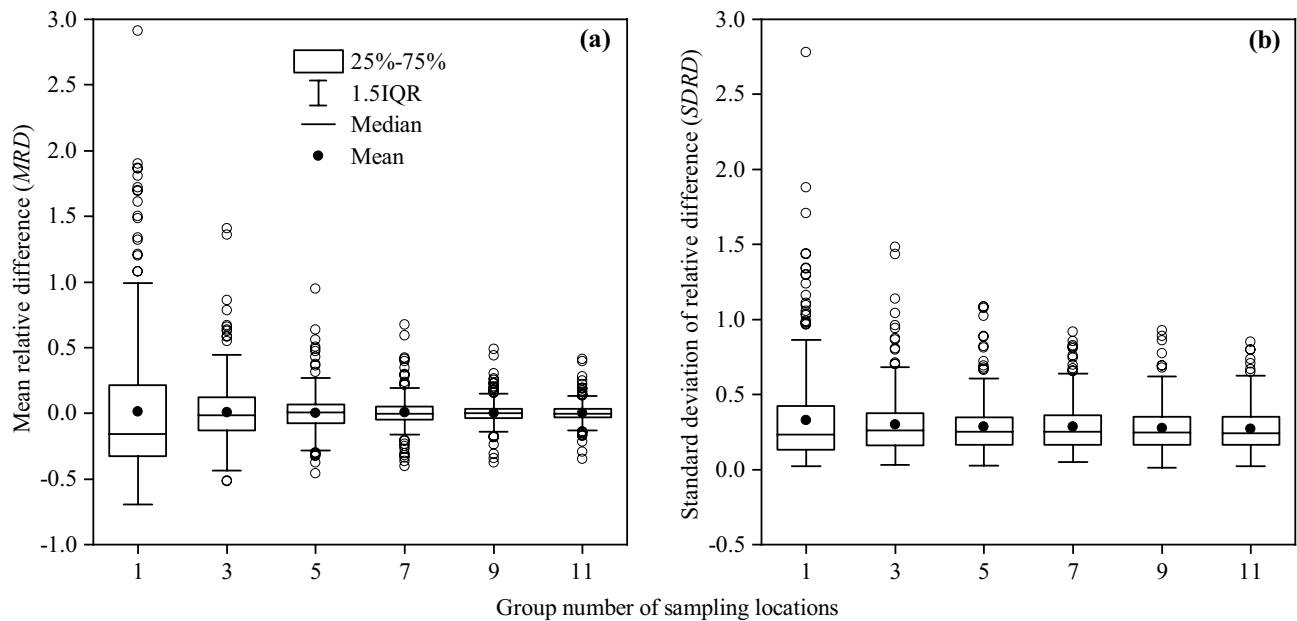 (a)
25%-75%
1.5IQR
Median
Mean
Mean relative difference (MRD)
3.0
2.5
2.0
1.5
1.0
0.5
0.0
-0.5
-1.0
1 3 5 7 9 11
(b)
Standard deviation of relative difference (SDRD)
3.0
2.5
2.0
1.5
1.0
0.5
0.0
-0.5
1 3 5 7 9 11
Group number of sampling locations